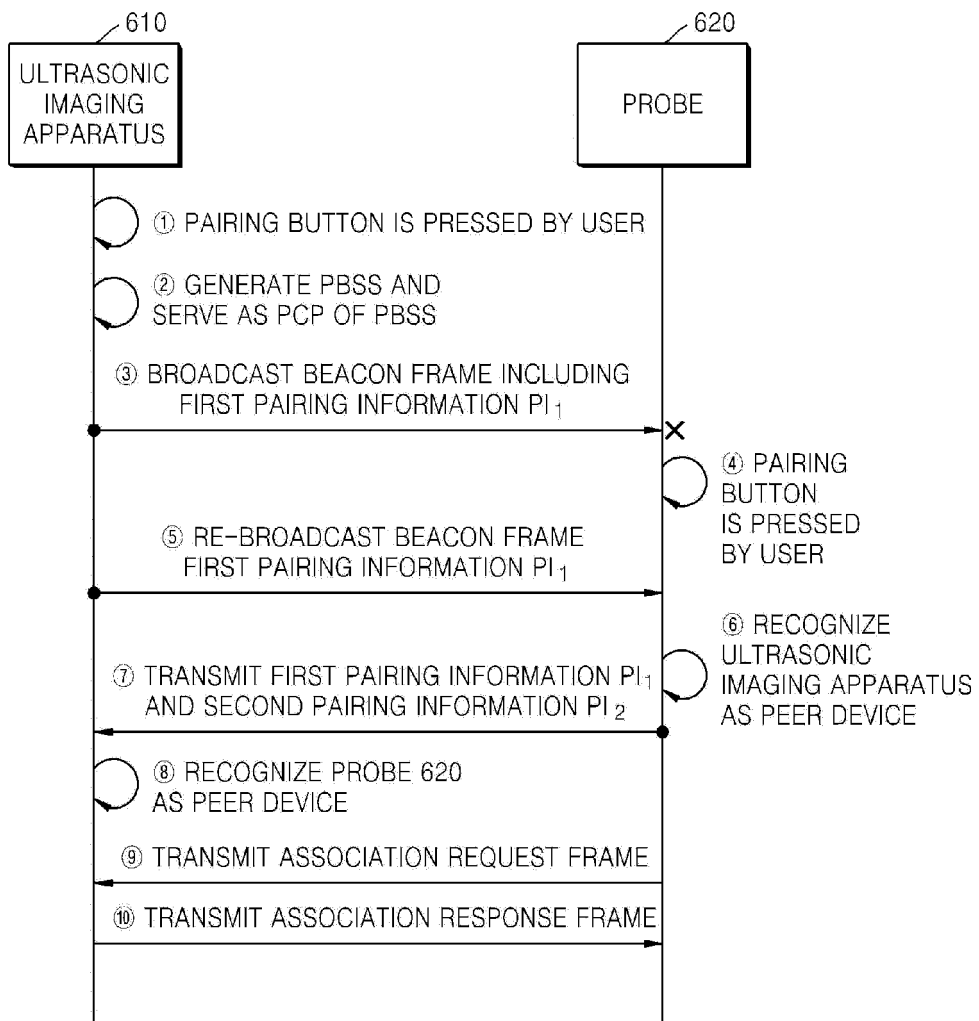 610
620
ULTRASONIC
IMAGING
APPARATUS
PROBE
① PAIRING BUTTON IS PRESSED BY USER
② GENERATE PBSS AND
SERVE AS PCP OF PBSS
③ BROADCAST BEACON FRAME INCLUDING
FIRST PAIRING INFORMATION PI1
④ PAIRING
BUTTON
IS PRESSED
BY USER
⑤ RE-BROADCAST BEACON FRAME
FIRST PAIRING INFORMATION PI1
⑥ RECOGNIZE
ULTRASONIC
IMAGING APPARATUS
AS PEER DEVICE
⑦ TRANSMIT FIRST PAIRING INFORMATION PI1
AND SECOND PAIRING INFORMATION PI2
⑧ RECOGNIZE PROBE 620
AS PEER DEVICE
⑨ TRANSMIT ASSOCIATION REQUEST FRAME
⑩ TRANSMIT ASSOCIATION RESPONSE FRAME